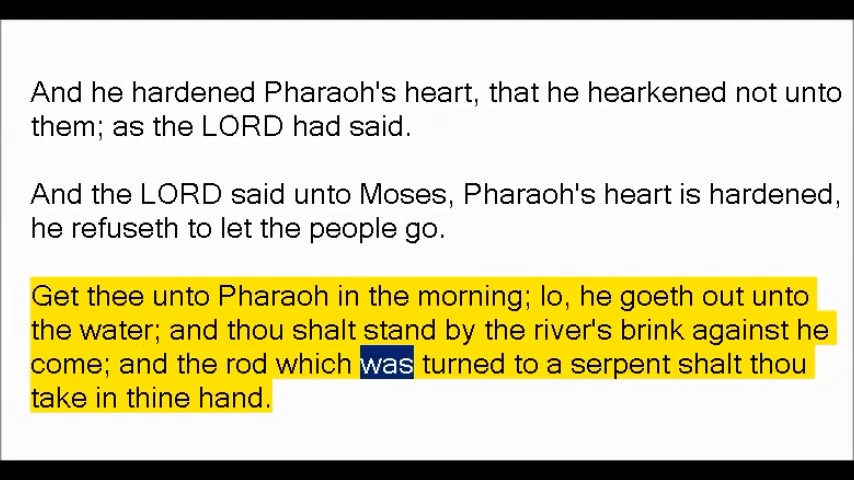 And he hardened Pharaoh's heart, that he hearkened not unto
them; as the LORD had said.
And the LORD said unto Moses, Pharaoh's heart is hardened,
he refuseth to let the people go.
Get thee unto Pharaoh in the morning; lo, he goeth out unto
the water; and thou shalt stand by the river's brink against he
come; and the rod which was turned to a serpent shalt thou
take in thine hand.